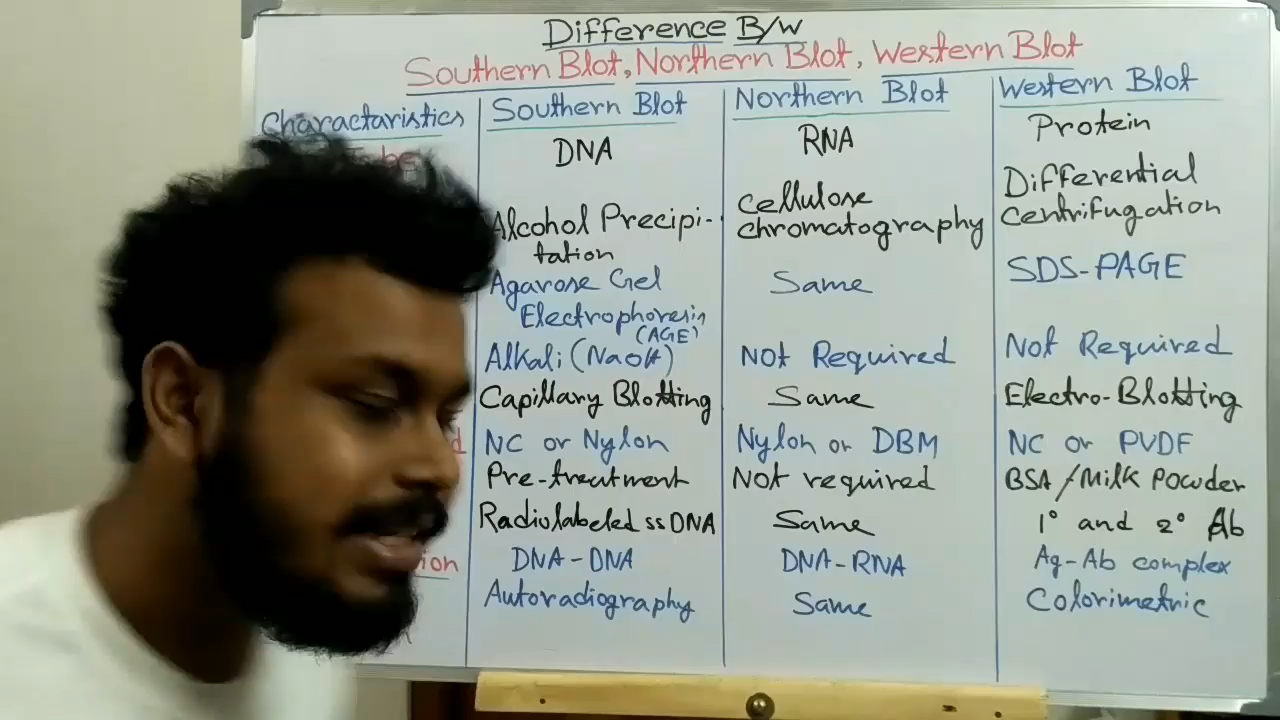 Difference B/w
Southern Blot, Northern Blot, Western Blot
Charactaristics
Southern Blot
Northern Blot
Western Blot
DNA
RNA
Protein
Alcohol Precipi-
tation
Cellulose
chromatography
Differential
Centrifugation
Agarose Gel
Electrophoresis
(AGE)
Same
SDS-PAGE
Alkali (NaOH)
Not Required
Not Required
Capillary Blotting
Same
Electro-Blotting
NC or Nylon
Nylon or DBM
NC or PVDF
Pre-treatment
Not required
BSA/Milk Powder
Radiolabeled ss DNA
Same
1° and 2° Ab
DNA-DNA
DNA-RNA
Ag-Ab complex
Autoradiography
Same
Colorimetric